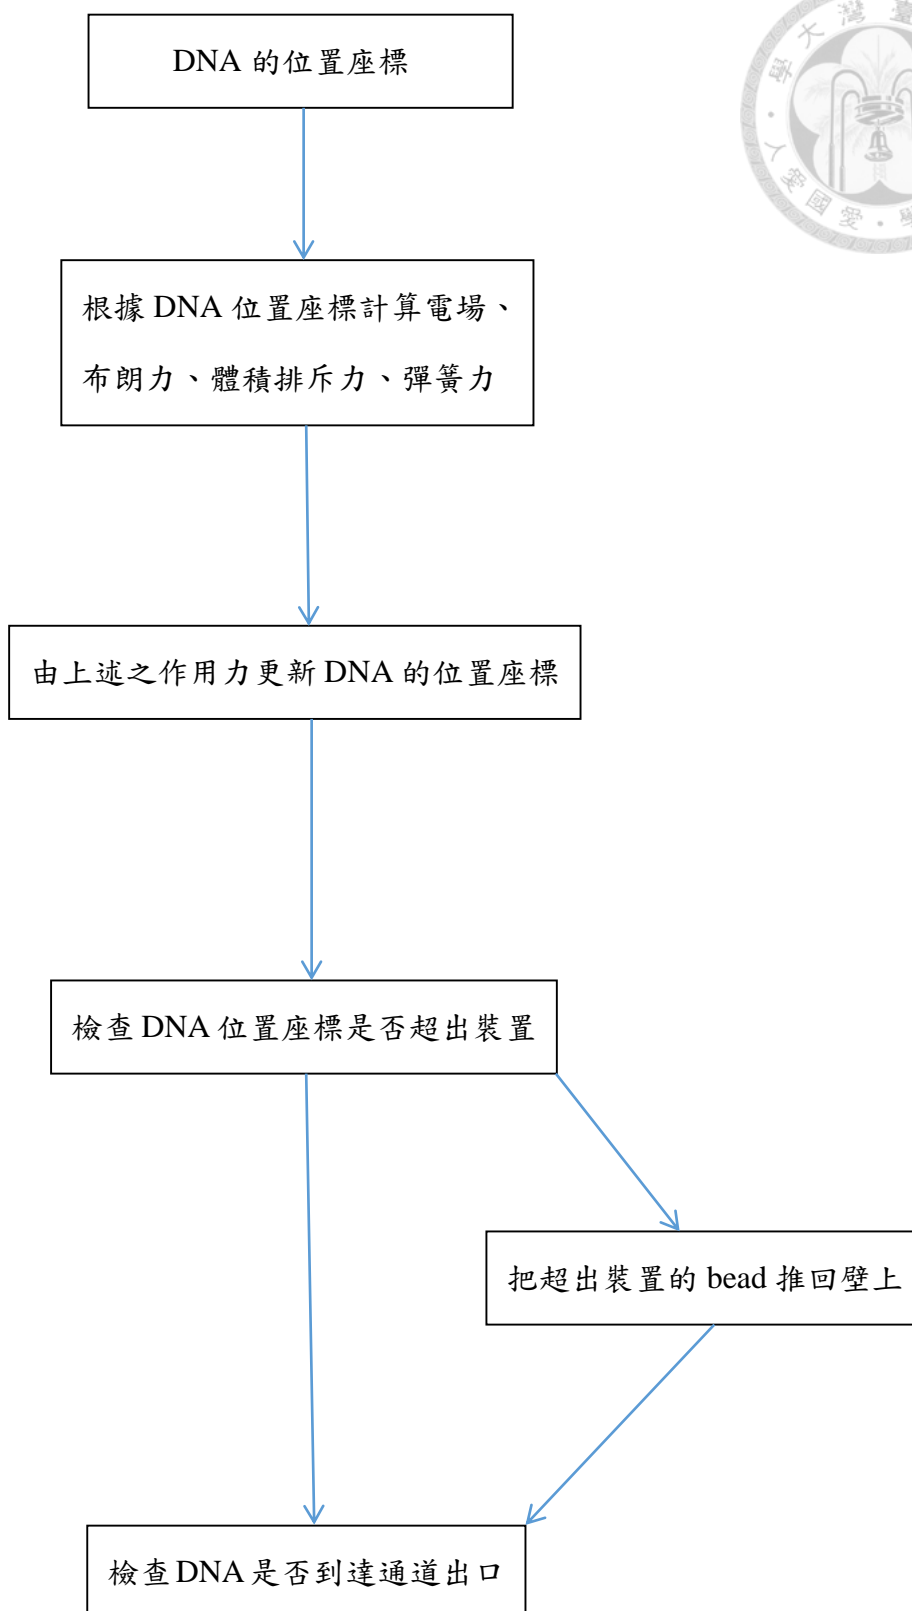 DNA 的位置座標
根據 DNA 位置座標計算電場、
布朗力、體積排斥力、彈簧力
由上述之作用力更新 DNA 的位置座標
檢查 DNA 位置座標是否超出裝置
把超出裝置的 bead 推回壁上
檢查 DNA 是否到達通道出口